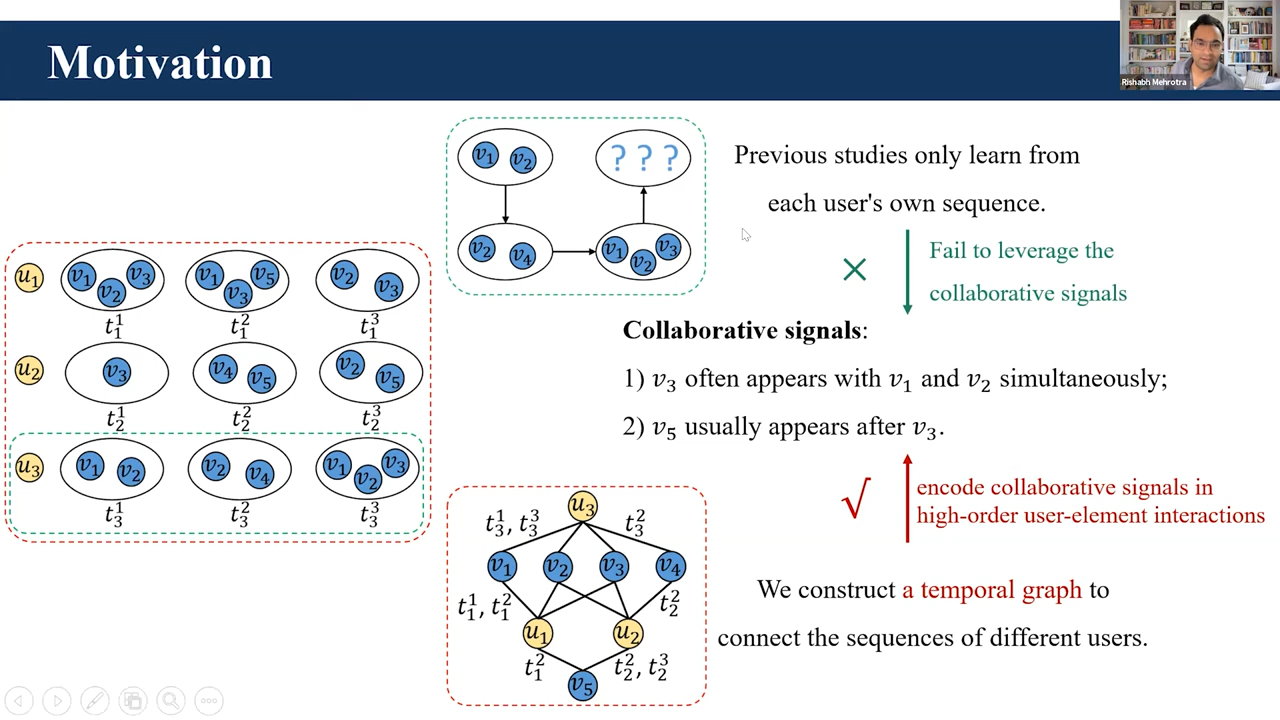 Motivation
Rishabh Mehrotra
v₁ v₂
? ? ?
v₂ v₄
v₁ v₂ v₃
Previous studies only learn from
each user's own sequence.
×
Fail to leverage the
collaborative signals
u₁ v₁ v₂ v₃ v₁ v₃ v₅ v₂ v₃
t₁¹ t₁² t₁³
u₂ v₃ v₄ v₅ v₂ v₅
t₂¹ t₂² t₂³
u₃ v₁ v₂ v₂ v₄ v₁ v₂ v₃
t₃¹ t₃² t₃³
Collaborative signals:
1) v₃ often appears with v₁ and v₂ simultaneously;
2) v₅ usually appears after v₃.
√
encode collaborative signals in
high-order user-element interactions
u₃
t₃¹, t₃³ t₃²
v₁ v₂ v₃ v₄
t₁¹, t₁² t₂²
u₁ u₂
t₁² t₂², t₂³
v₅
We construct a temporal graph to
connect the sequences of different users.